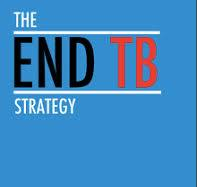 THE
END TB
STRATEGY